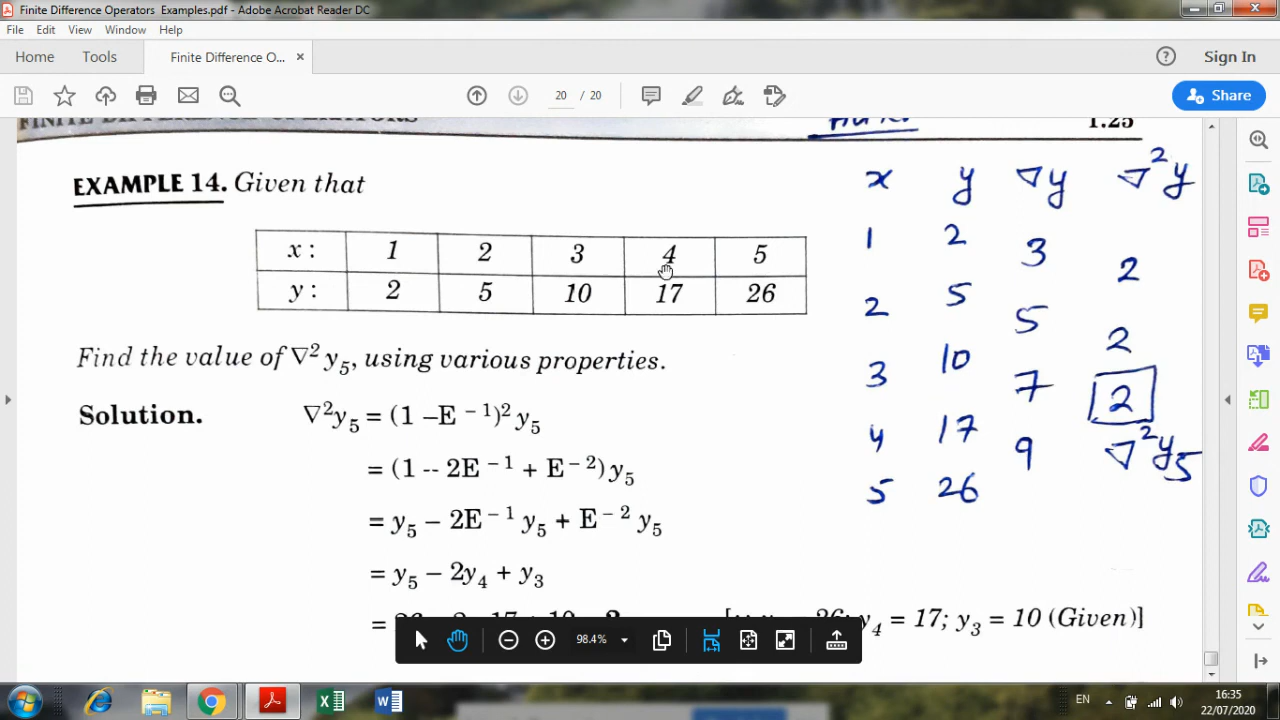 Finite Difference Operators Examples.pdf - Adobe Acrobat Reader DC
File Edit View Window Help
Home Tools Finite Difference O... × Sign In
20 / 20 Share
FINITE DIFFERENCE OPERATORS 1.25
EXAMPLE 14. Given that
x : 1 2 3 4 5
y : 2 5 10 17 26
Find the value of ∇² y₅, using various properties.
Solution. ∇²y₅ = (1 –E ⁻¹)² y₅
= (1 -- 2E ⁻¹ + E⁻²) y₅
= y₅ – 2E⁻¹ y₅ + E⁻² y₅
= y₅ – 2y₄ + y₃
y₄ = 17; y₃ = 10 (Given)]
x y ∇y ∇²y
1 2
3
2
2 5
5
2
3 10
7
2
4 17
∇²y₅
9
5 26
98.4%
EN 16:35
22/07/2020